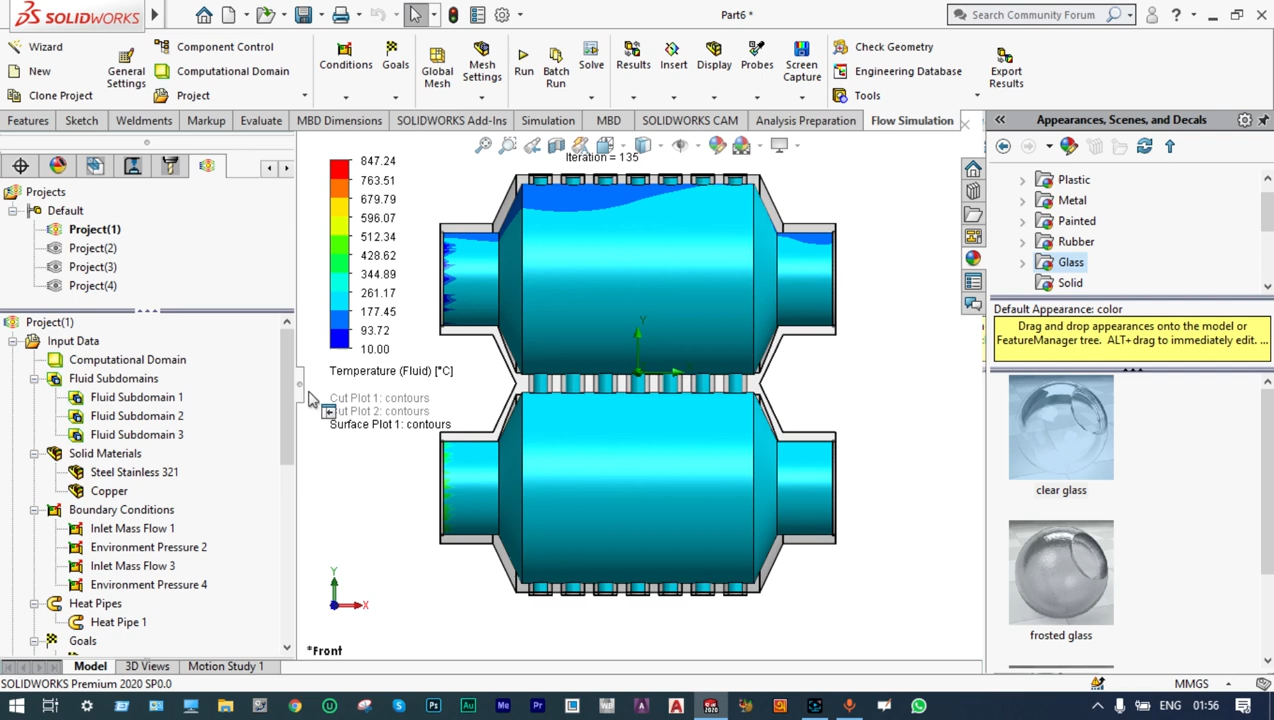 SOLIDWORKS
Part6 *
Search Community Forum
?
Wizard
New
Clone Project
General Settings
Component Control
Computational Domain
Project
Conditions
Goals
Global Mesh
Mesh Settings
Run
Batch Run
Solve
Results
Insert
Display
Probes
Screen Capture
Check Geometry
Engineering Database
Tools
Export Results
Features
Sketch
Weldments
Markup
Evaluate
MBD Dimensions
SOLIDWORKS Add-Ins
Simulation
MBD
SOLIDWORKS CAM
Analysis Preparation
Flow Simulation
Projects
Default
Project(1)
Project(2)
Project(3)
Project(4)
Project(1)
Input Data
Computational Domain
Fluid Subdomains
Fluid Subdomain 1
Fluid Subdomain 2
Fluid Subdomain 3
Solid Materials
Steel Stainless 321
Copper
Boundary Conditions
Inlet Mass Flow 1
Environment Pressure 2
Inlet Mass Flow 3
Environment Pressure 4
Heat Pipes
Heat Pipe 1
Goals
Iteration = 135
847.24
763.51
679.79
596.07
512.34
428.62
344.89
261.17
177.45
93.72
10.00
Temperature (Fluid) [°C]
Cut Plot 1: contours
ut Plot 2: contours
Surface Plot 1: contours
Y
Y
X
*Front
Appearances, Scenes, and Decals
Plastic
Metal
Painted
Rubber
Glass
Solid
Default Appearance: color
Drag and drop appearances onto the model or
FeatureManager tree. ALT+drag to immediately edit. ...
clear glass
frosted glass
Model
3D Views
Motion Study 1
SOLIDWORKS Premium 2020 SP0.0
MMGS
Ps
Au
Me
Pr
L
A
A
2020
ENG
01:56